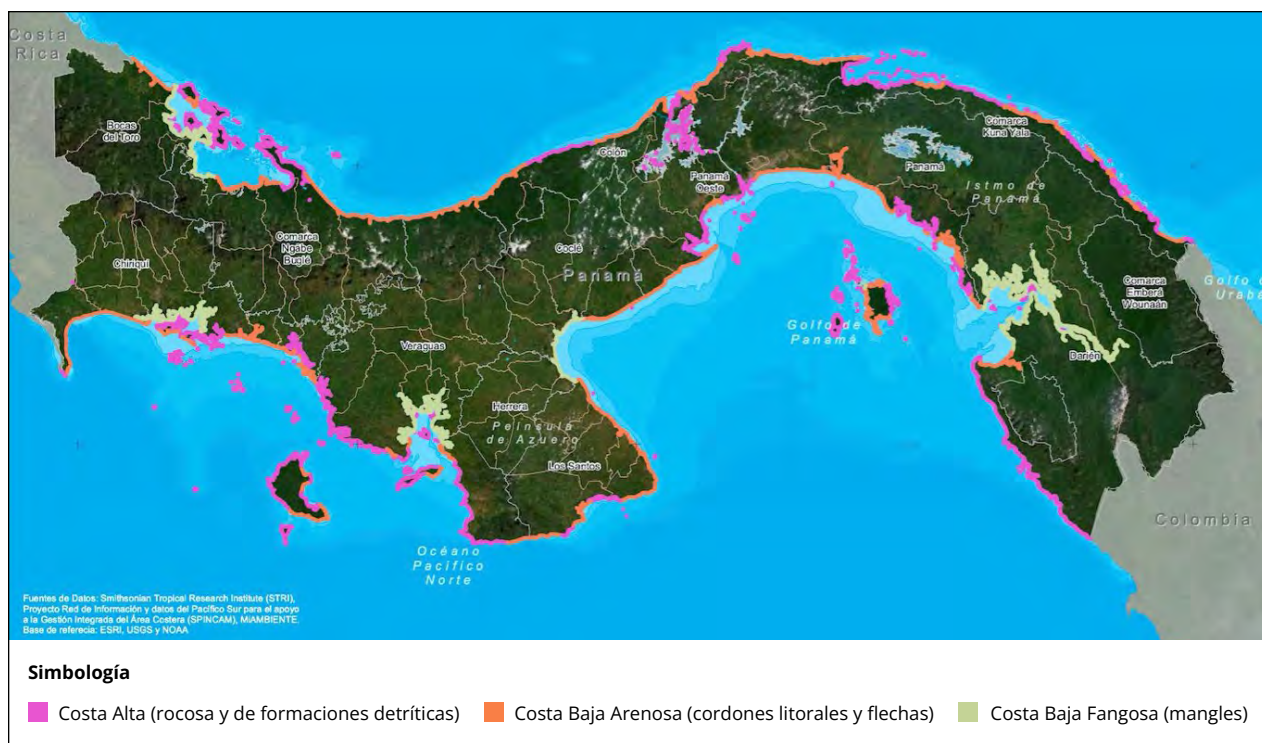 Costa
Rica
Bocas
del Toro
Chiriquí
Comarca
Ngäbe
Buglé
Veraguas
Herrera
Península
de Azuero
Los Santos
Coclé
Panamá
Colón
Panamá
Oeste
Panamá
Istmo de
Panamá
Comarca
Kuna Yala
Comarca
Emberá
Wounaán
Darién
Golfo de
Panamá
Golfo
Urabá
Colombia
Océano
Pacífico
Norte
Fuentes de Datos: Smithsonian Tropical Research Institute (STRI),
Proyecto Red de Información y datos del Pacífico Sur para el apoyo
a la Gestión Integrada del Área Costera (SPINCAM), MiAMBIENTE.
Base de referecia: ESRI, USGS y NOAA
Simbología
Costa Alta (rocosa y de formaciones detríticas)
Costa Baja Arenosa (cordones litorales y flechas)
Costa Baja Fangosa (mangles)